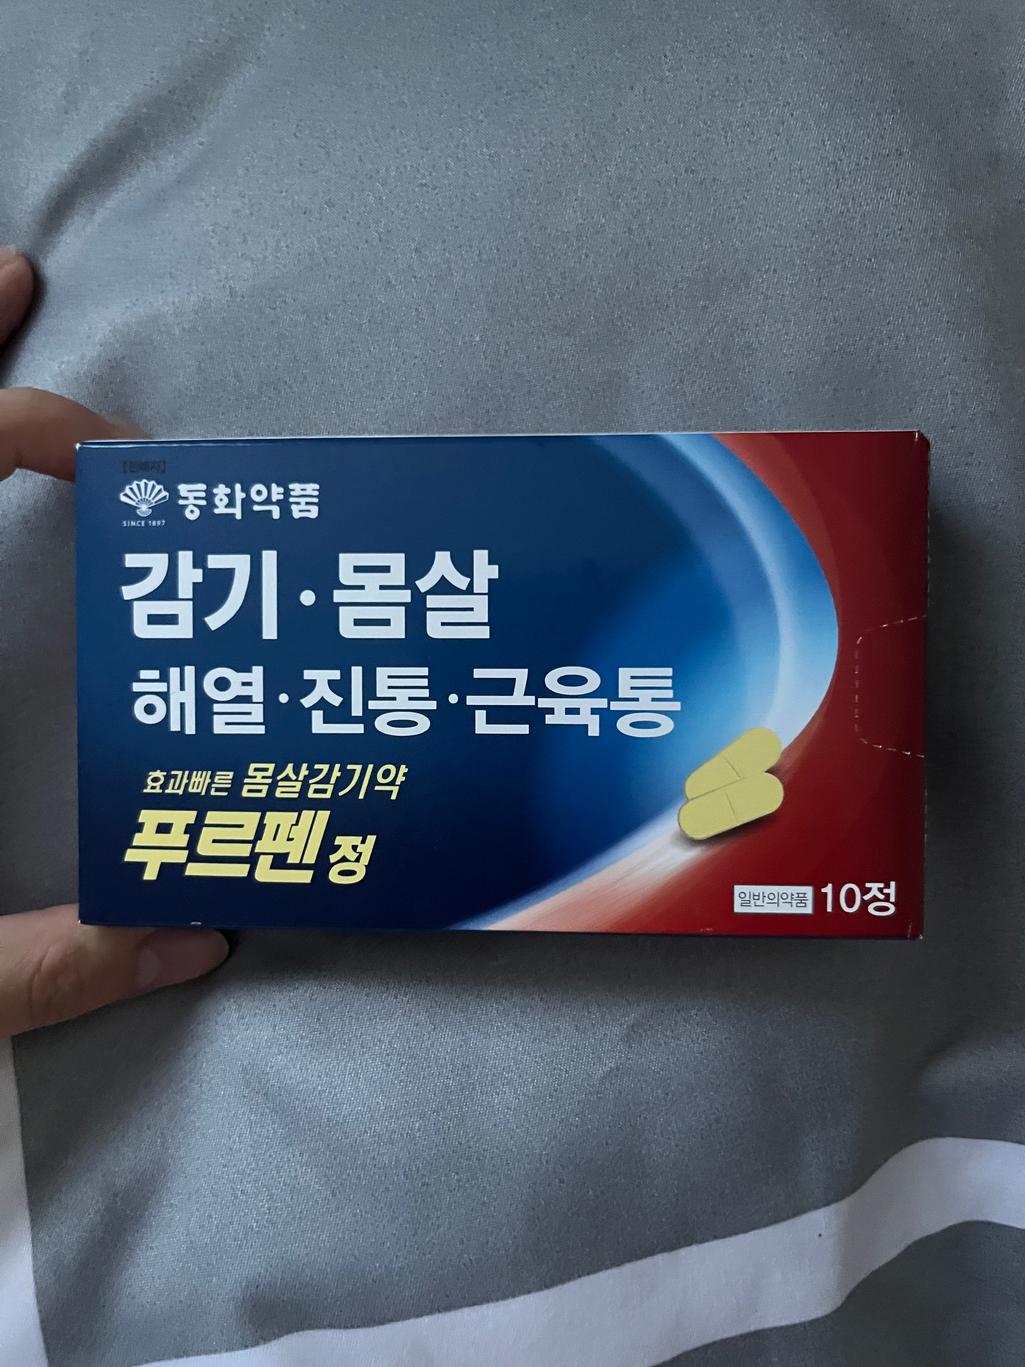 [판매자]
동화약품
SINCE 1897
감기·몸살
해열·진통·근육통
효과빠른 몸살감기약
푸르펜정
일반의약품 10정